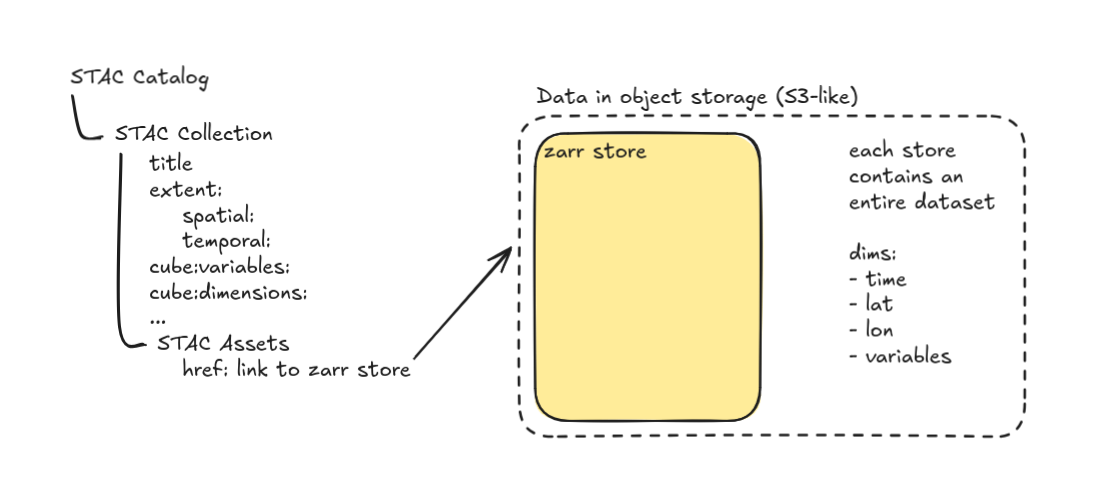 STAC Catalog
STAC Collection
title
extent:
spatial:
temporal:
cube:variables:
cube:dimensions:
...
STAC Assets
href: link to zarr store
Data in object storage (S3-like)
zarr store
each store
contains an
entire dataset
dims:
- time
- lat
- lon
- variables